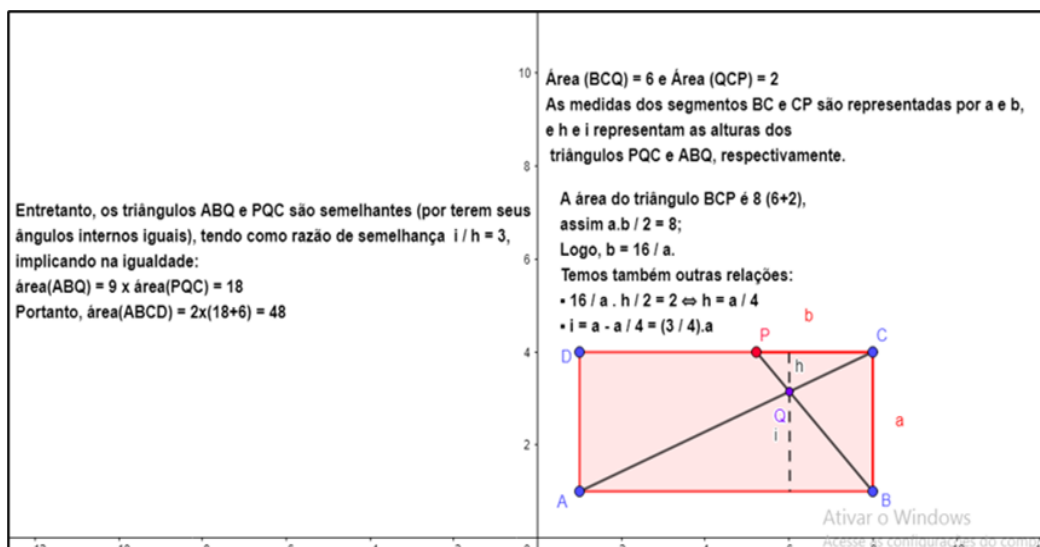 Entretanto, os triângulos ABQ e PQC são semelhantes (por terem seus
ângulos internos iguais), tendo como razão de semelhança i / h = 3,
implicando na igualdade:
área(ABQ) = 9 x área(PQC) = 18
Portanto, área(ABCD) = 2x(18+6) = 48
10
8
6
4
2
Área (BCQ) = 6 e Área (QCP) = 2
As medidas dos segmentos BC e CP são representadas por a e b,
e h e i representam as alturas dos
triângulos PQC e ABQ, respectivamente.
A área do triângulo BCP é 8 (6+2),
assim a.b / 2 = 8;
Logo, b = 16 / a.
Temos também outras relações:
▪ 16 / a . h / 2 = 2 ⇔ h = a / 4
▪ i = a - a / 4 = (3 / 4).a
b
D
P
C
h
Q
i
a
A
B
Ativar o Windows
Acesse as configurações do